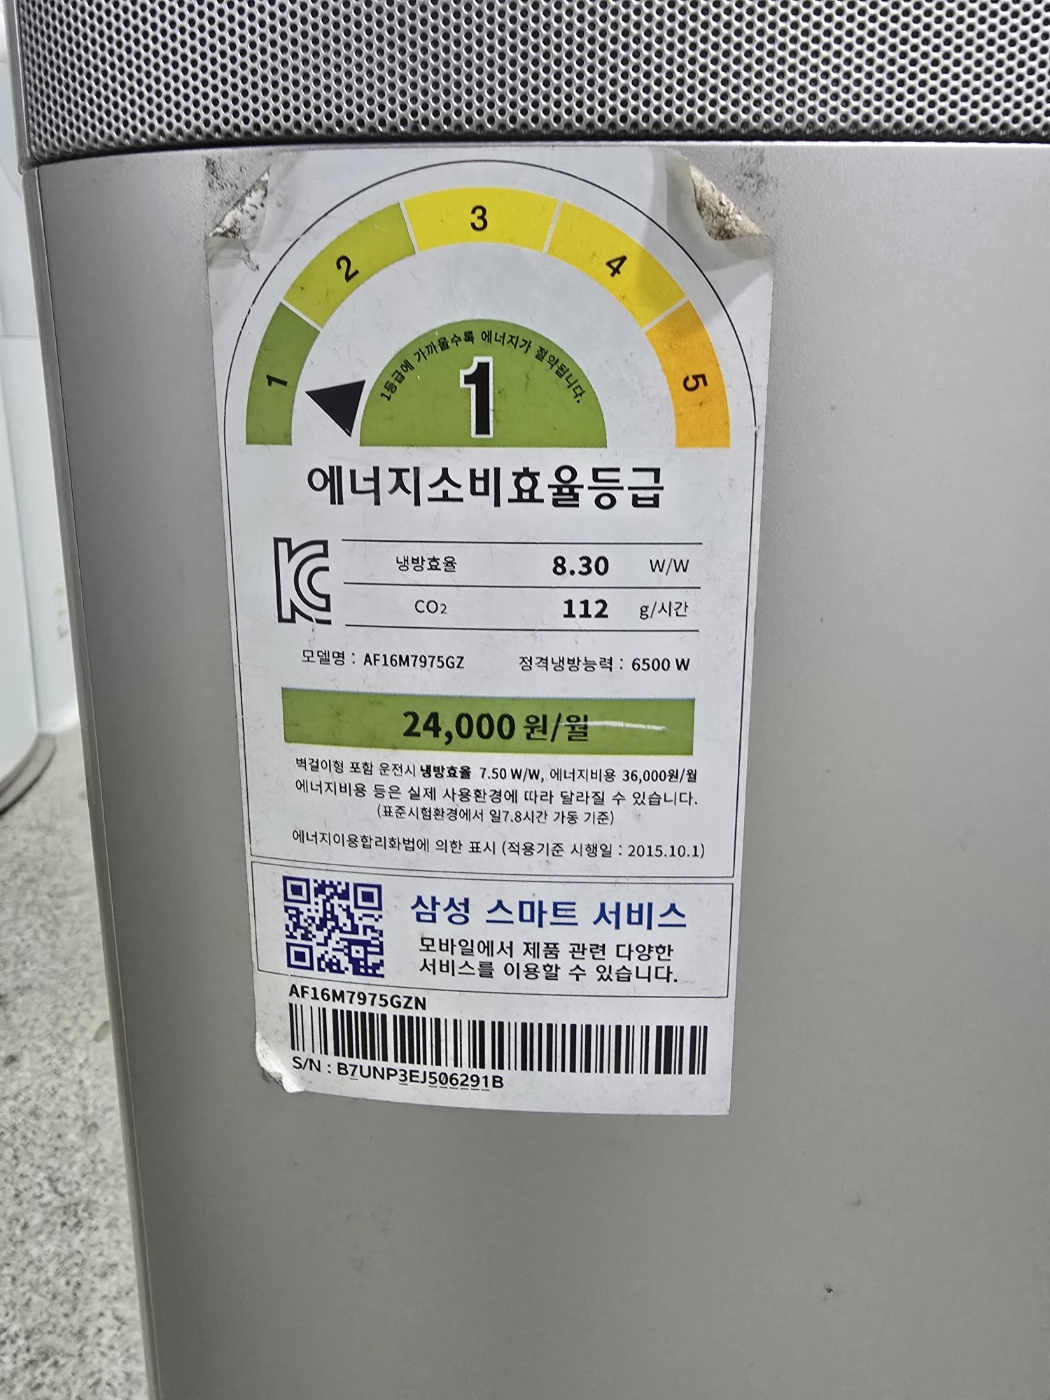 1 2 3 4 5
1등급에 가까울수록 에너지가 절약됩니다.
1
에너지소비효율등급
냉방효율 8.30 W/W
CO2 112 g/시간
모델명 : AF16M7975GZ 정격냉방능력 : 6500 W
24,000 원/월
벽걸이형 포함 운전시 냉방효율 7.50 W/W, 에너지비용 36,000원/월
에너지비용 등은 실제 사용환경에 따라 달라질 수 있습니다.
(표준시험환경에서 일7.8시간 가동 기준)
에너지이용합리화법에 의한 표시 (적용기준 시행일 : 2015.10.1)
삼성 스마트 서비스
모바일에서 제품 관련 다양한
서비스를 이용할 수 있습니다.
AF16M7975GZN
S/N : B7UNP3EJ506291B